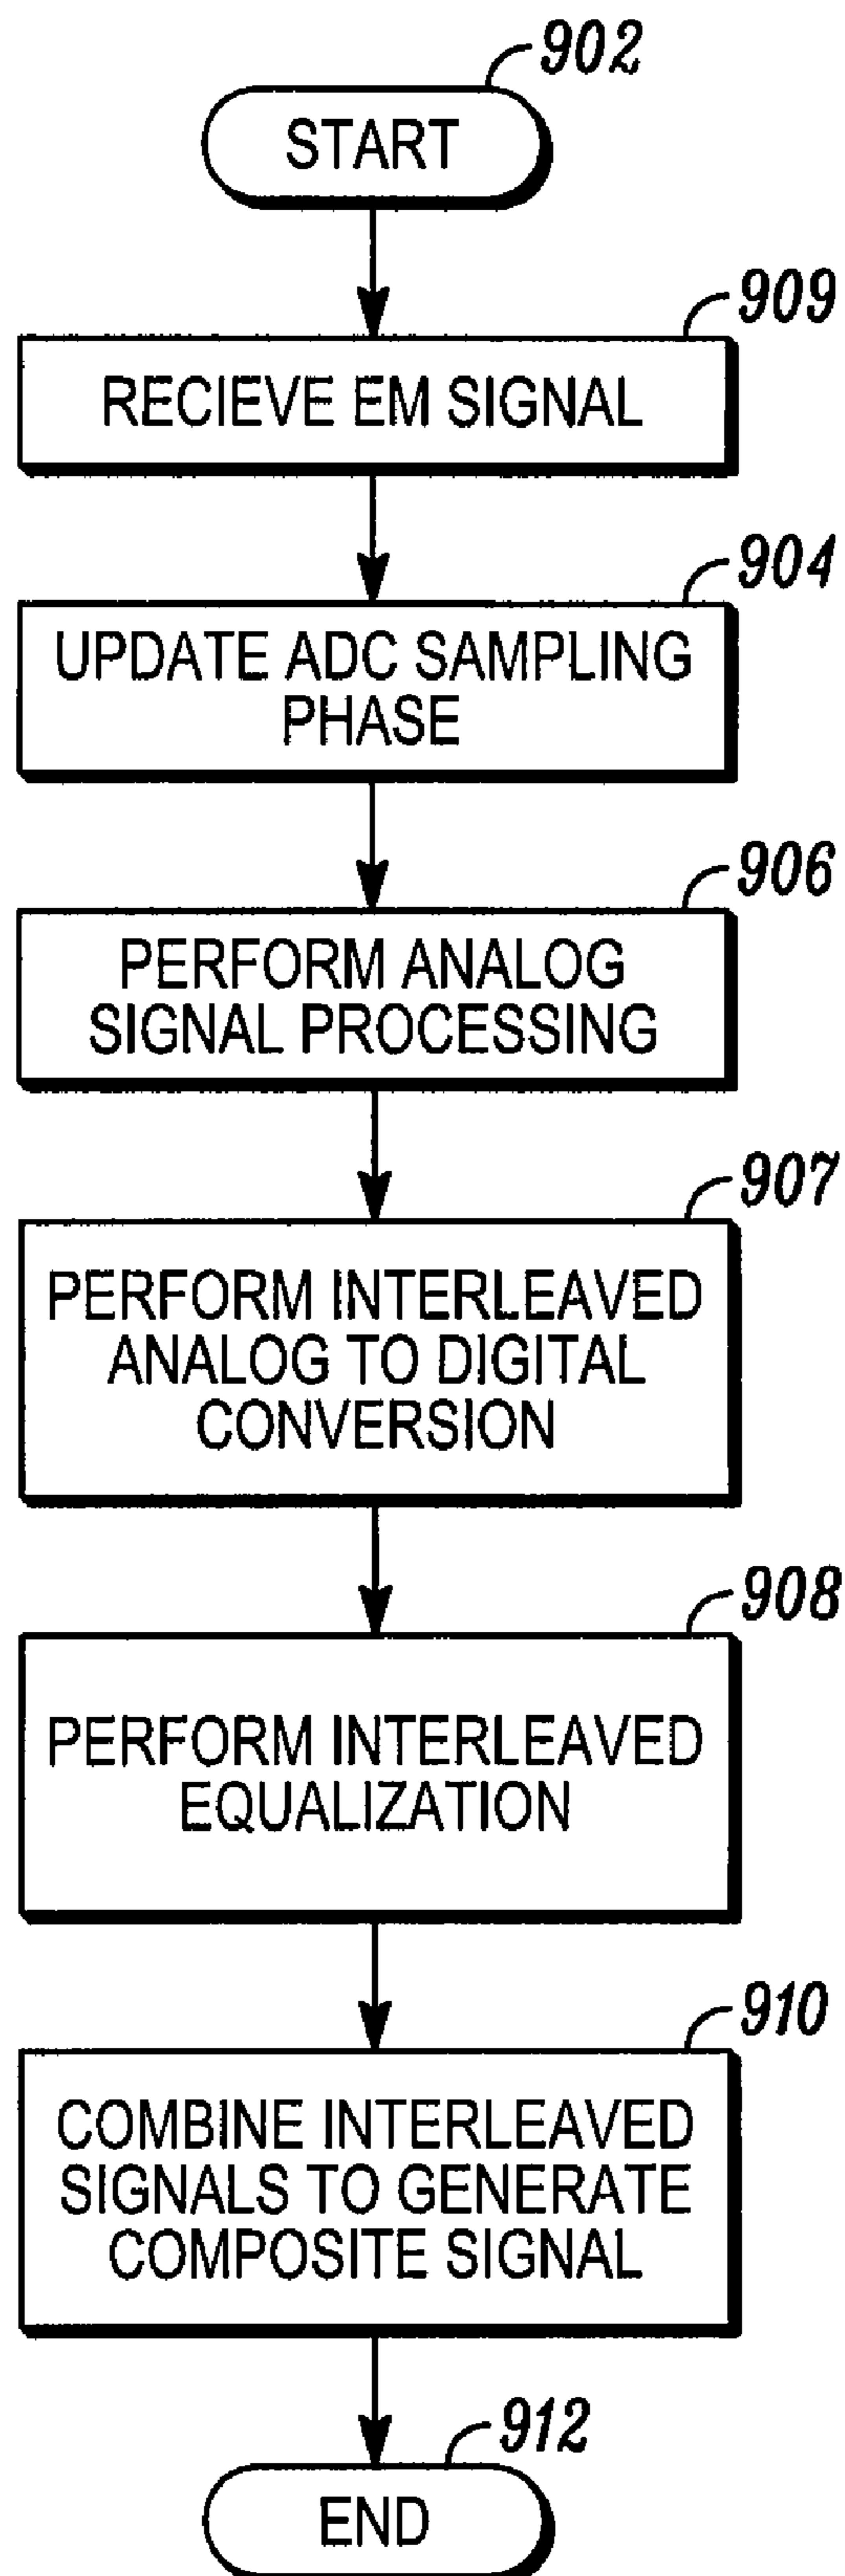 902
START
909
RECIEVE EM SIGNAL
904
UPDATE ADC SAMPLING
PHASE
906
PERFORM ANALOG
SIGNAL PROCESSING
907
PERFORM INTERLEAVED
ANALOG TO DIGITAL
CONVERSION
908
PERFORM INTERLEAVED
EQUALIZATION
910
COMBINE INTERLEAVED
SIGNALS TO GENERATE
COMPOSITE SIGNAL
912
END